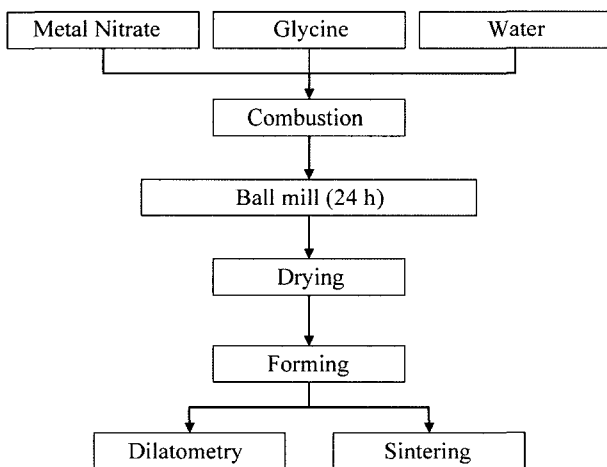 Metal Nitrate
Glycine
Water
Combustion
Ball mill (24 h)
Drying
Forming
Dilatometry
Sintering